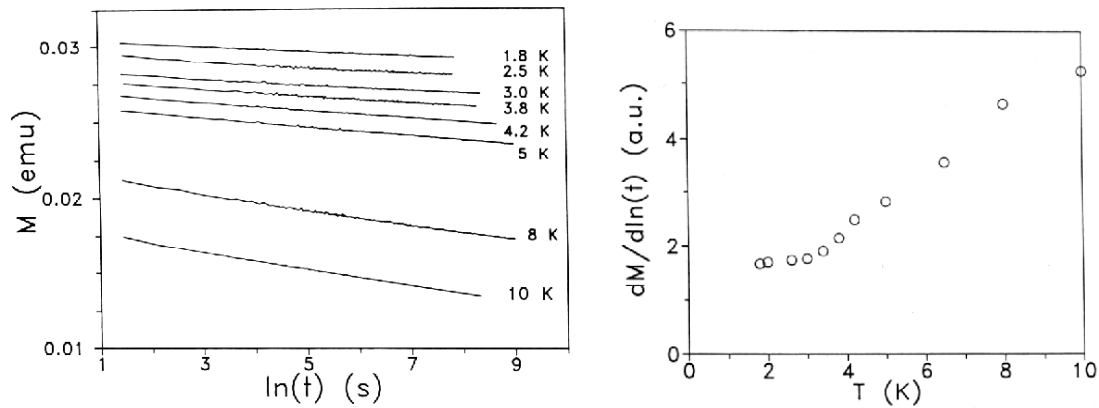 M (emu)
0.03
0.02
0.01
1
3
5
7
9
ln(t) (s)
1.8 K
2.5 K
3.0 K
3.8 K
4.2 K
5 K
8 K
10 K
dM/dln(t) (a.u.)
6
4
2
0
0
2
4
6
8
10
T (K)